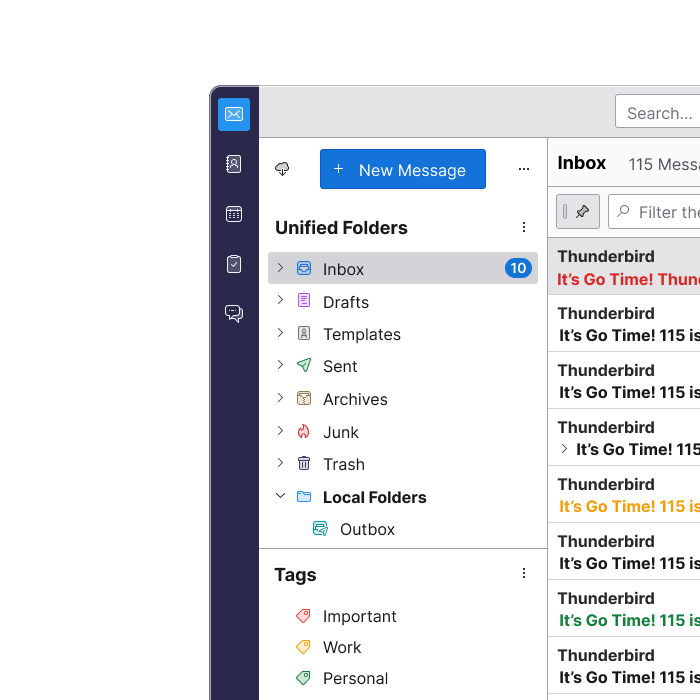 Search...
New Message
Unified Folders
Inbox 10
Drafts
Templates
Sent
Archives
Junk
Trash
Local Folders
Outbox
Tags
Important
Work
Personal
Inbox 115 Messa
Filter the
Thunderbird
It's Go Time! Thun
Thunderbird
It's Go Time! 115 is
Thunderbird
It's Go Time! 115 is
Thunderbird
It's Go Time! 115
Thunderbird
It's Go Time! 115 is
Thunderbird
It's Go Time! 115 is
Thunderbird
It's Go Time! 115 is
Thunderbird
It's Go Time! 115 is